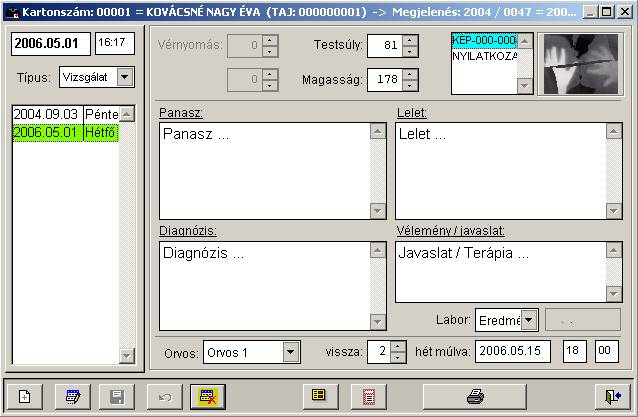 Kartonszám: 00001 = KOVÁCSNÉ NAGY ÉVA (TAJ: 000000001) -> Megjelenés: 2004 / 0047 = 200...
2006.05.01 16:17
Típus: Vizsgálat
2004.09.03 Pénte
2006.05.01 Hétfő
Vérnyomás: 0
0
Testsúly: 81
Magasság: 178
KÉP-000-000
NYILATKOZA
Panasz:
Panasz ...
Lelet:
Lelet ...
Diagnózis:
Diagnózis ...
Vélemény / javaslat:
Javaslat / Terápia ...
Labor: Eredmé . .
Orvos: Orvos 1 vissza: 2 hét múlva: 2006.05.15 18 00